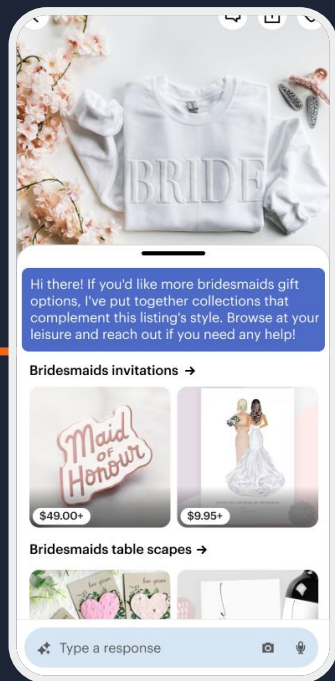 BRIDE
Hi there! If you'd like more bridesmaids gift
options, I've put together collections that
complement this listing's style. Browse at your
leisure and reach out if you need any help!
Bridesmaids invitations →
Maid
OF
Honour
$49.00+
$9.95+
Bridesmaids table scapes →
Type a response